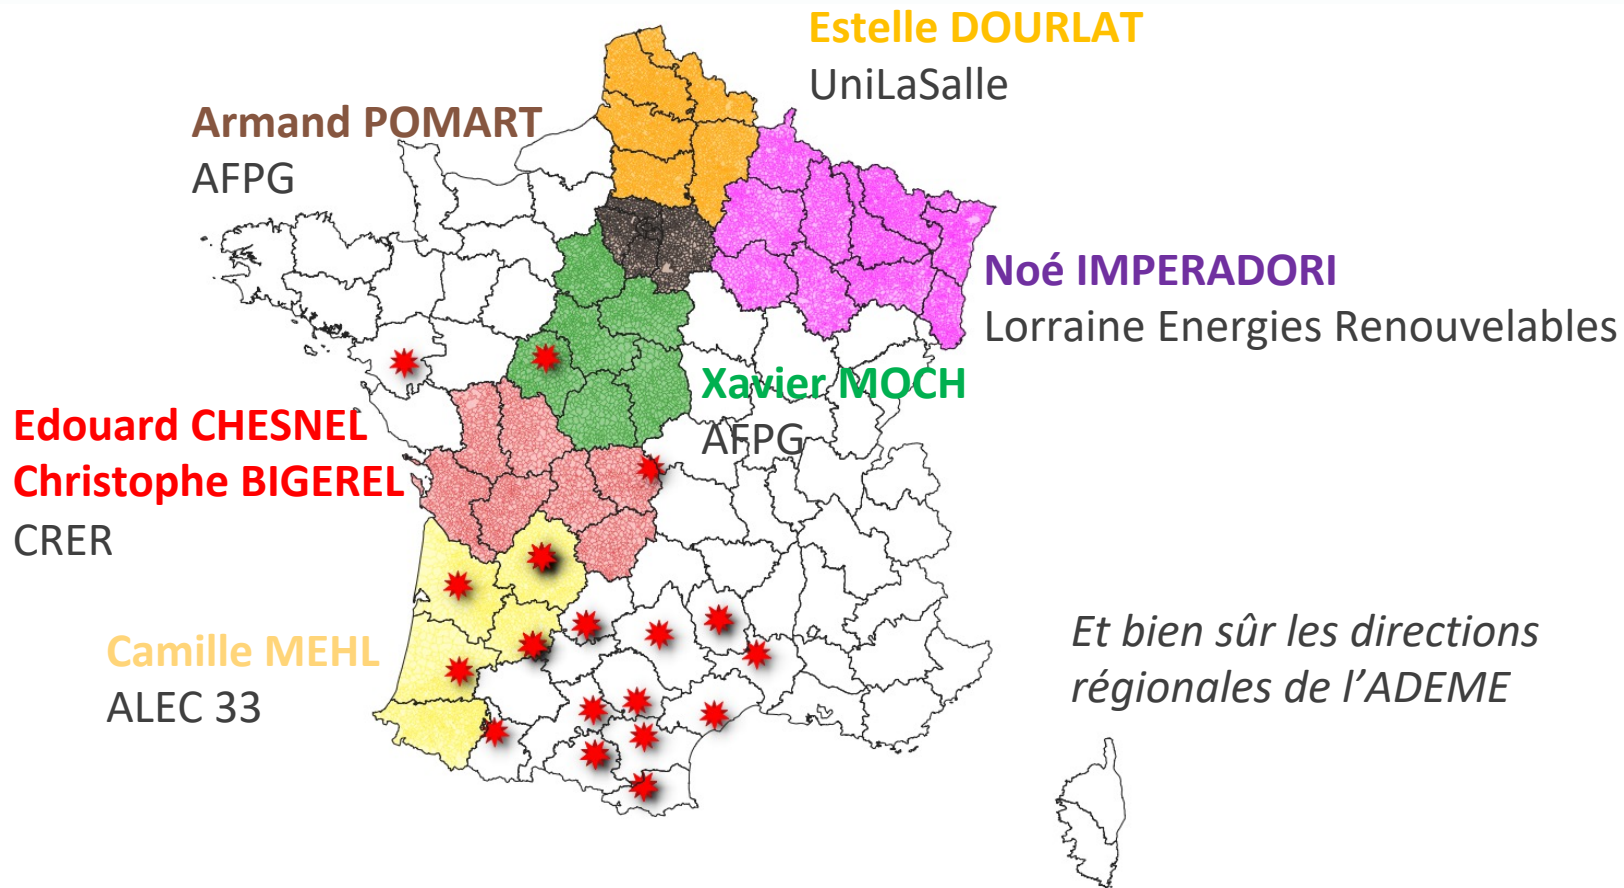 Estelle DOURLAT
UniLaSalle
Armand POMART
AFPG
Noé IMPERADORI
Lorraine Energies Renouvelables
Xavier MOCH
AFPG
Edouard CHESNEL
Christophe BIGEREL
CRER
Camille MEHL
ALEC 33
Et bien sûr les directions
régionales de l’ADEME